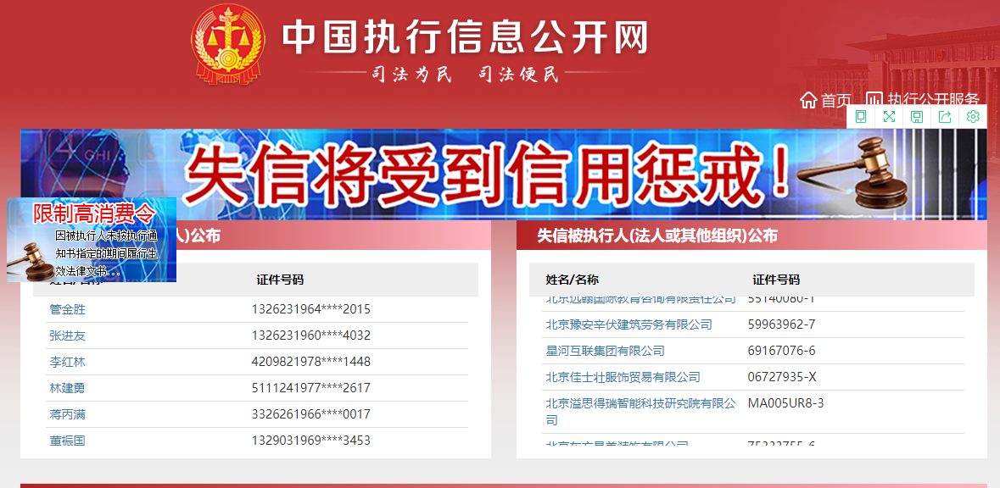 中国执行信息公开网
司法为民 司法便民
首页 执行公开服务
GHI
失信将受到信用惩戒!
限制高消费令
因被执行人未按执行通
知书指定的期间履行生
效法律文书...
人)公布
证件号码
管金胜 1326231964****2015
张进友 1326231960****4032
李红林 4209821978****1448
林建勇 5111241977****2617
蒋丙满 3326261966****0017
董振国 1329031969****3453
失信被执行人(法人或其他组织)公布
姓名/名称 证件号码
北京远翰国际教育咨询有限责任公司 55140080-1
北京豫安辛伏建筑劳务有限公司 59963962-7
星河互联集团有限公司 69167076-6
北京佳士壮服饰贸易有限公司 06727935-X
北京溢思得瑞智能科技研究院有限公 MA005UR8-3
司